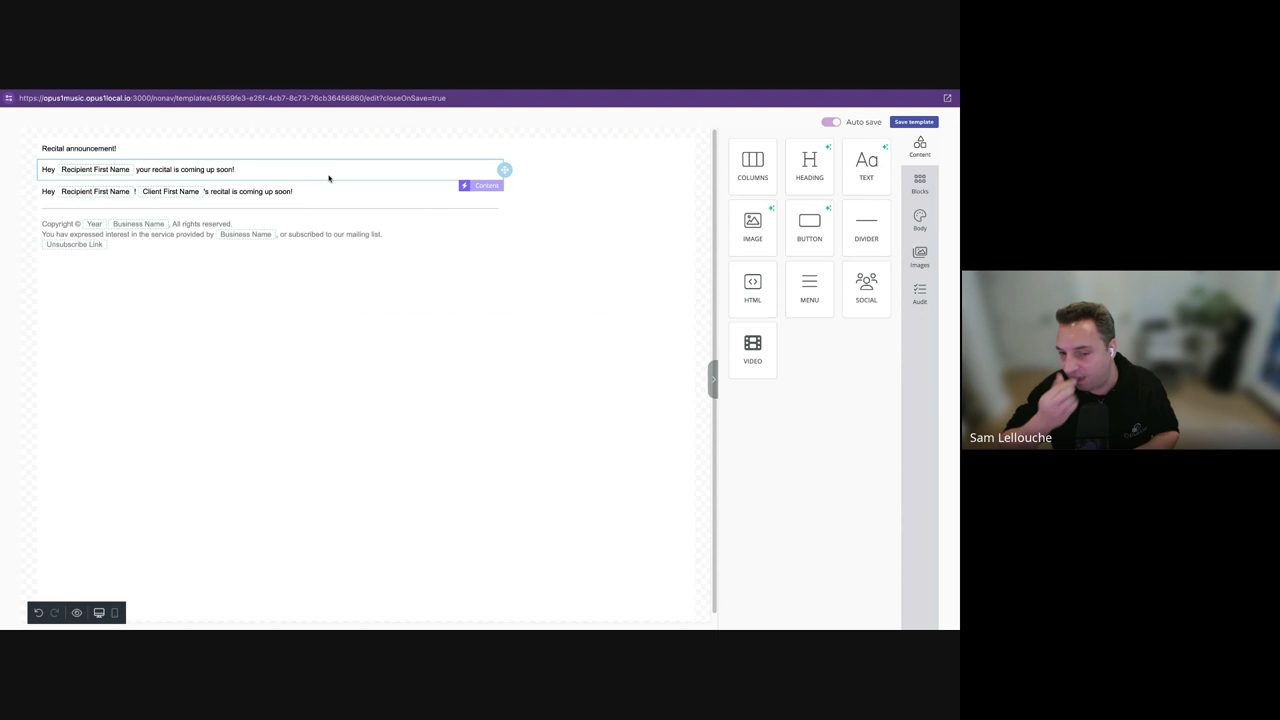 https://opus1music.opus1local.io:3000/nonav/templates/45559fe3-e25f-4cb7-8c73-76cb36456860/edit?closeOnSave=true
Auto save
Save template
Recital announcement!
Hey Recipient First Name your recital is coming up soon!
Content
Hey Recipient First Name ! Client First Name 's recital is coming up soon!
Copyright © Year Business Name , All rights reserved.
You hav expressed interest in the service provided by Business Name , or subscribed to our mailing list.
Unsubscribe Link
COLUMNS
HEADING
TEXT
IMAGE
BUTTON
DIVIDER
HTML
MENU
SOCIAL
VIDEO
Content
Blocks
Body
Images
Audit
Sam Lellouche